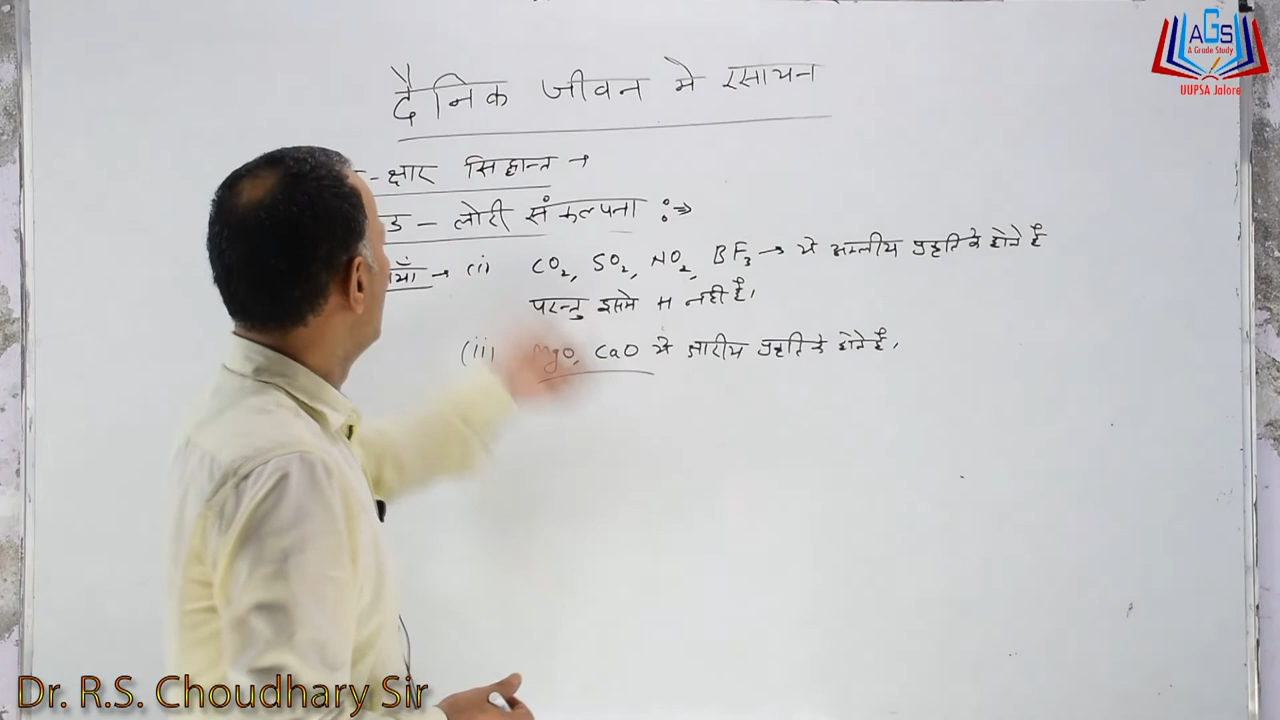 दैनिक जीवन मे रसायन
- क्षार सिद्धान्त →
ड - लोरी संकल्पना :⇒
याँ → (i) CO2, SO2, NO2, BF3 → ये अम्लीय प्रकृति के होते हैं
परन्तु इसमे H नहीं है।
(ii) MgO, CaO ये क्षारीय प्रकृति के होते हैं,
AGS
A Grade Study
UUPSA Jalore
Dr. R.S. Choudhary Sir